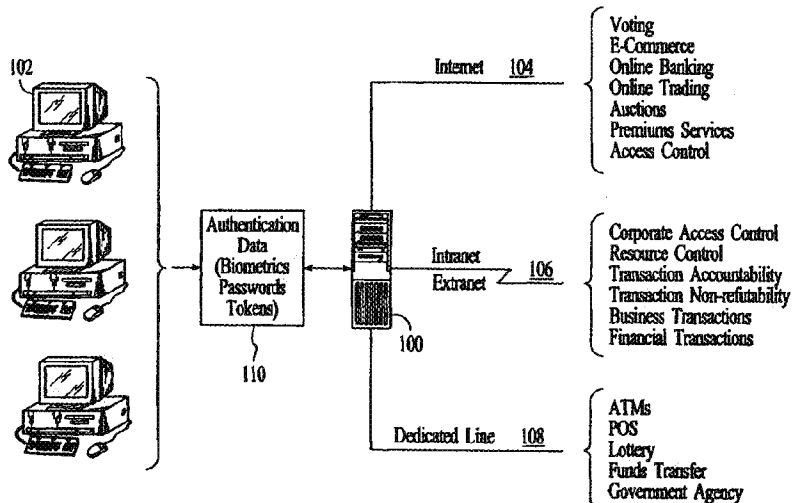 102
Authentication
Data
(Biometrics
Passwords
Tokens)
110
100
Internet 104
Voting
E-Commerce
Online Banking
Online Trading
Auctions
Premiums Services
Access Control
Intranet
Extranet
106
Corporate Access Control
Resource Control
Transaction Accountability
Transaction Non-refutability
Business Transactions
Financial Transactions
Dedicated Line 108
ATMs
POS
Lottery
Funds Transfer
Government Agency